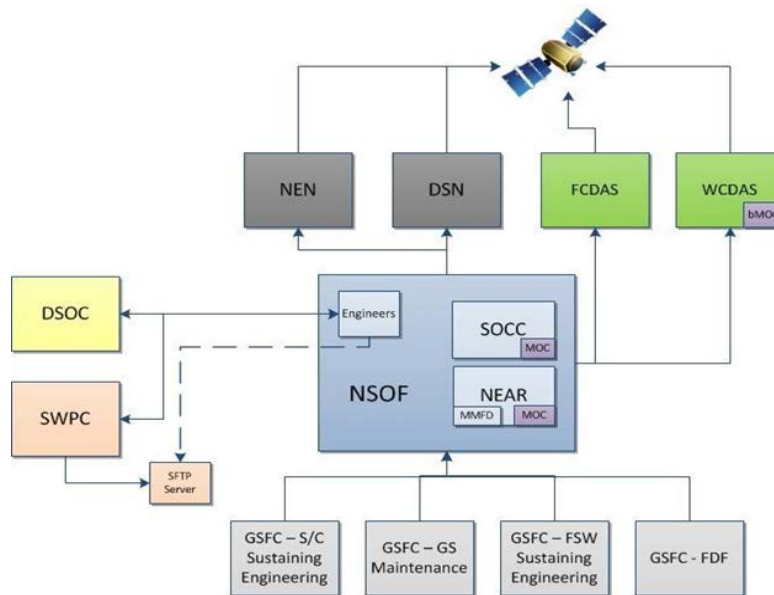 NEN
DSN
FCDAS
WCDAS
bMOC
DSOC
Engineers
SOCC
MOC
SWPC
NSOF
NEAR
MMFD
MOC
SFTP
Server
GSFC – S/C
Sustaining
Engineering
GSFC – GS
Maintenance
GSFC – FSW
Sustaining
Engineering
GSFC - FDF